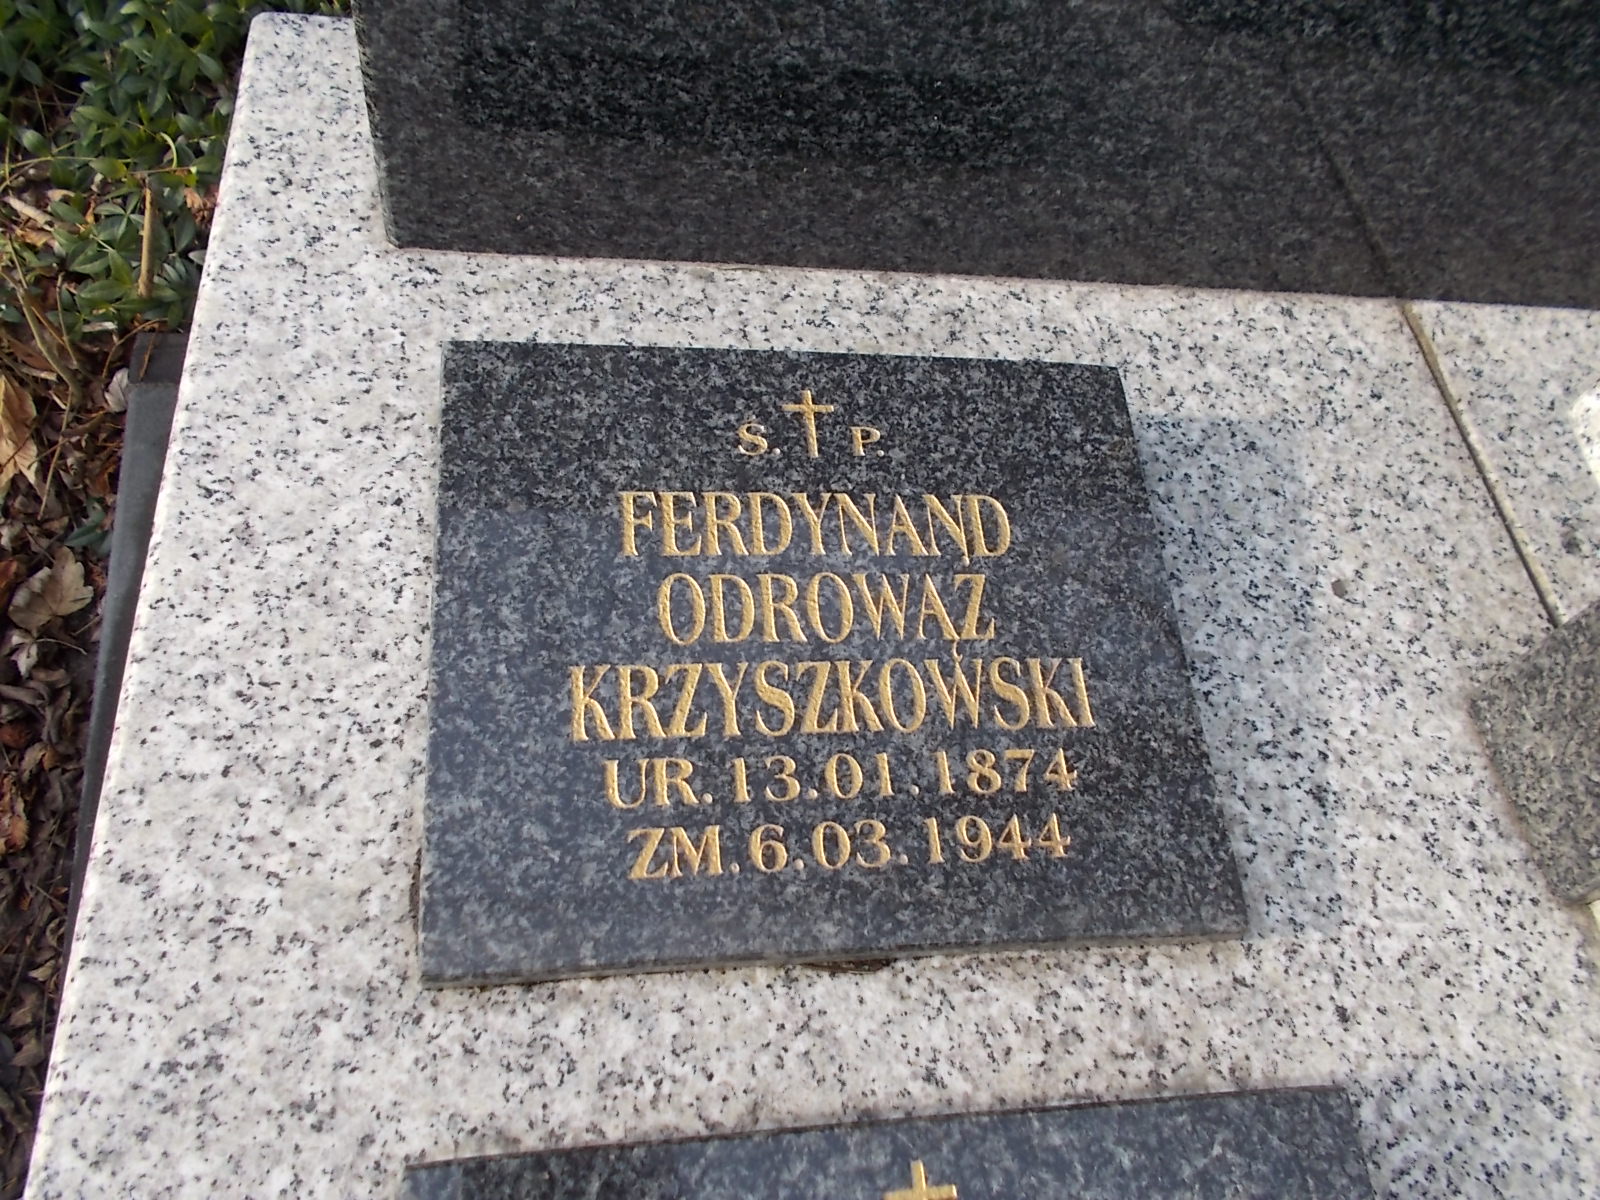 S. P.
FERDYNAND
ODROWĄŻ
KRZYSZKOWSKI
UR. 13.01.1874
ZM. 6.03.1944